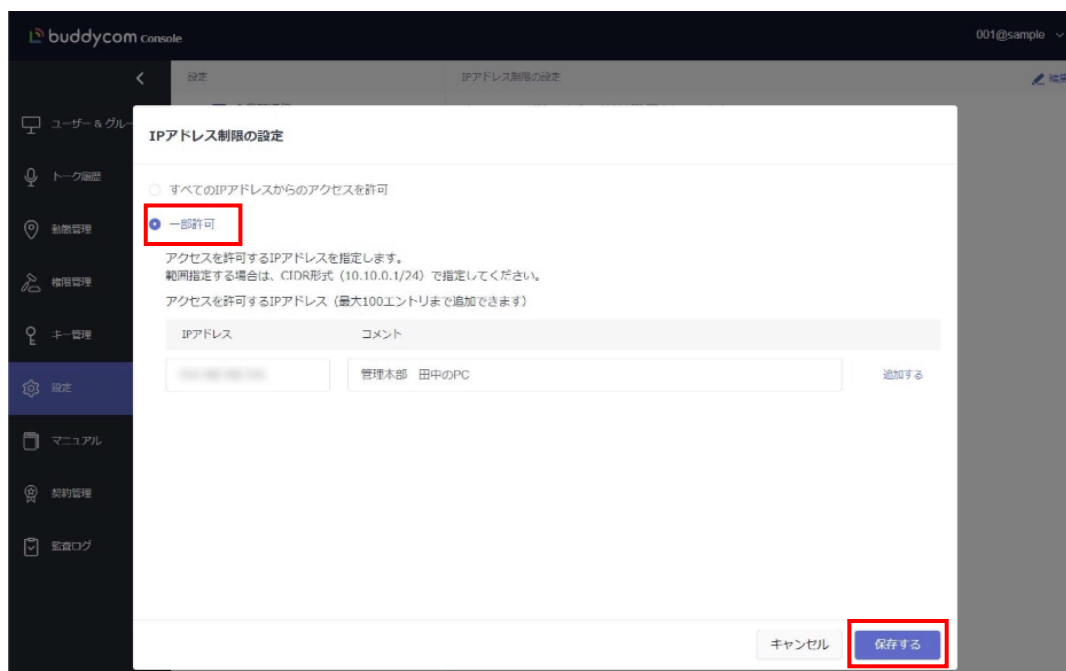 buddycom Console
001@sample
設定
IPアドレス制限の設定
ユーザー & グルー
トーク履歴
動態管理
権限管理
キー管理
設定
マニュアル
契約管理
監査ログ
IPアドレス制限の設定
すべてのIPアドレスからのアクセスを許可
一部許可
アクセスを許可するIPアドレスを指定します。
範囲指定する場合は、CIDR形式（10.10.0.1/24）で指定してください。
アクセスを許可するIPアドレス（最大100エントリまで追加できます）
IPアドレス コメント
管理本部 田中のPC 追加する
キャンセル 保存する